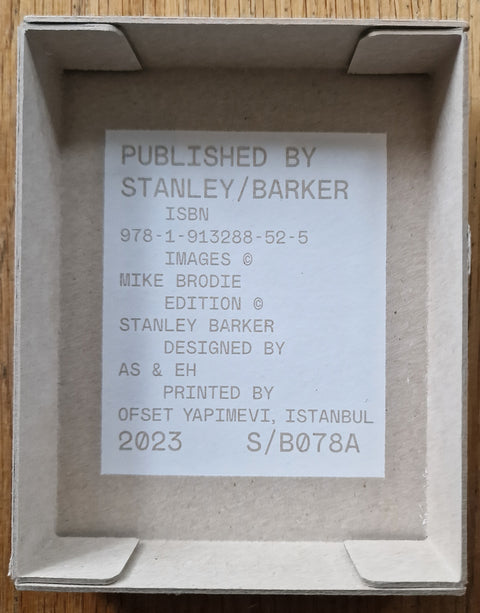 PUBLISHED BY
STANLEY/BARKER
ISBN
978-1-913288-52-5
IMAGES ©
MIKE BRODIE
EDITION ©
STANLEY BARKER
DESIGNED BY
AS & EH
PRINTED BY
OFSET YAPIMEVI, ISTANBUL
2023 S/B078A